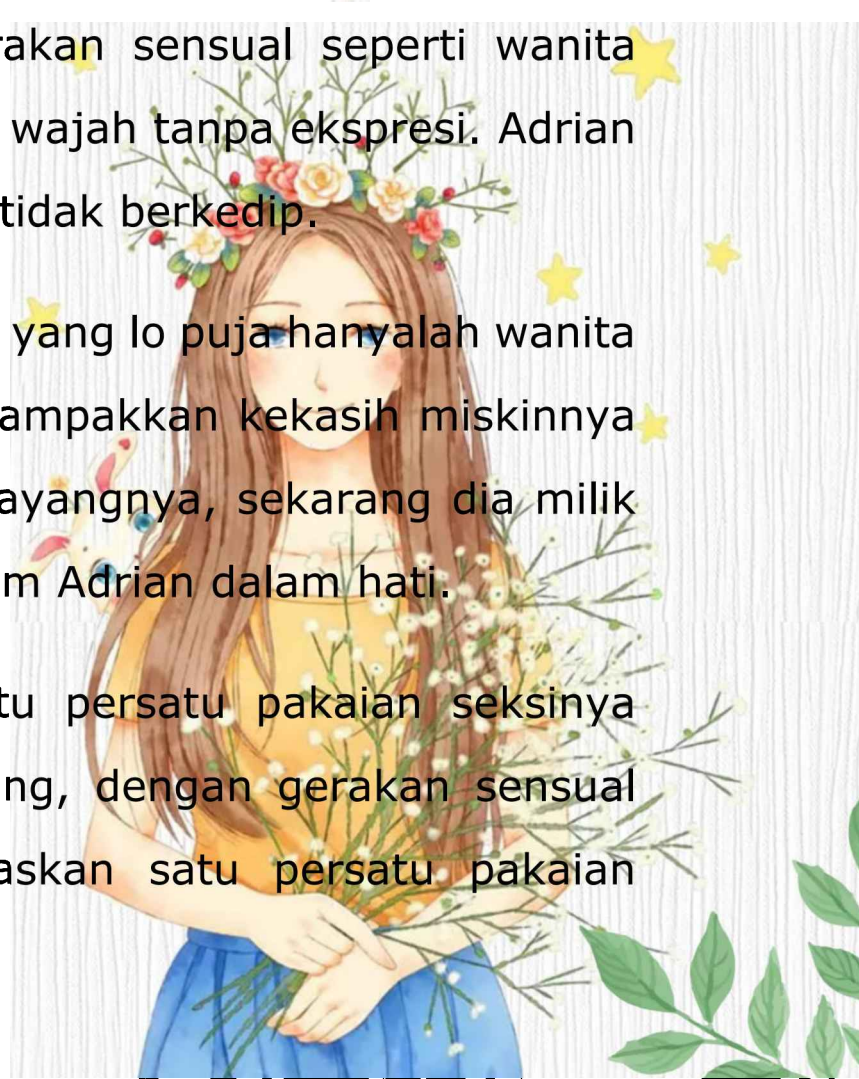 rakan sensual seperti wanita
wajah tanpa ekspresi. Adrian
tidak berkedip.
yang lo puja hanyalah wanita
ampakkan kekasih miskinnya
ayangnya, sekarang dia milik
m Adrian dalam hati.
tu persatu pakaian seksinya
ng, dengan gerakan sensual
askan satu persatu pakaian